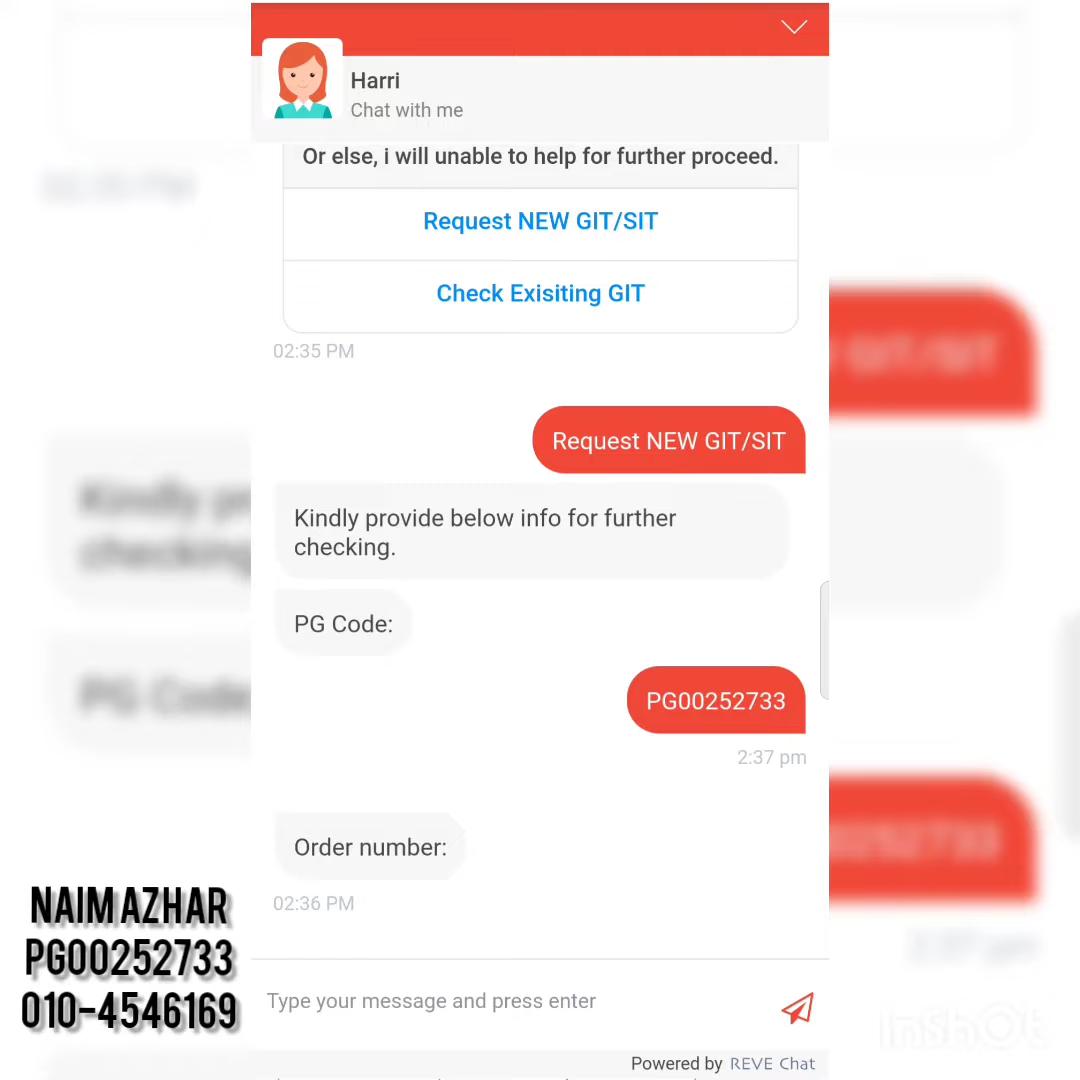 Harri
Chat with me
Or else, i will unable to help for further proceed.
Request NEW GIT/SIT
Check Exisiting GIT
02:35 PM
Request NEW GIT/SIT
Kindly provide below info for further
checking.
PG Code:
PG00252733
2:37 pm
Order number:
02:36 PM
Type your message and press enter
Powered by REVE Chat
NAIM AZHAR
PG00252733
010-4546169
InShOt